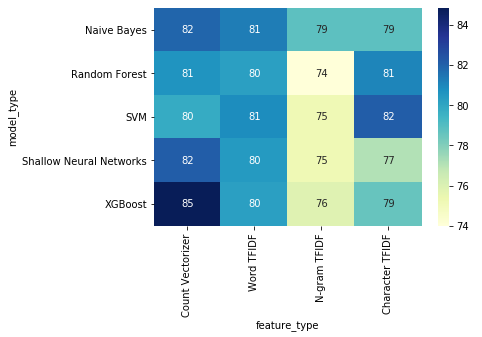 model_type
Naive Bayes 82 81 79 79
Random Forest 81 80 74 81
SVM 80 81 75 82
Shallow Neural Networks 82 80 75 77
XGBoost 85 80 76 79
Count Vectorizer
Word TFIDF
N-gram TFIDF
Character TFIDF
feature_type
84
82
80
78
76
74